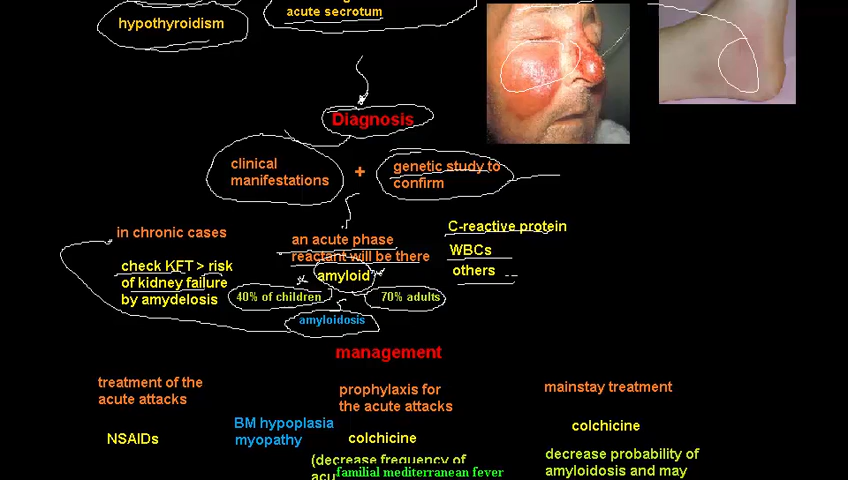 hypothyroidism
acute secrotum
Diagnosis
clinical
manifestations
+
genetic study to
confirm
in chronic cases
check KFT > risk
of kidney failure
by amydelosis
an acute phase
reactant will be there
amyloid
40% of children
70% adults
amyloidosis
C-reactive protein
WBCs
others
management
treatment of the
acute attacks
NSAIDs
BM hypoplasia
myopathy
prophylaxis for
the acute attacks
colchicine
(decrease frequency of
mainstay treatment
colchicine
decrease probability of
amyloidosis and may
familial mediterranean fever